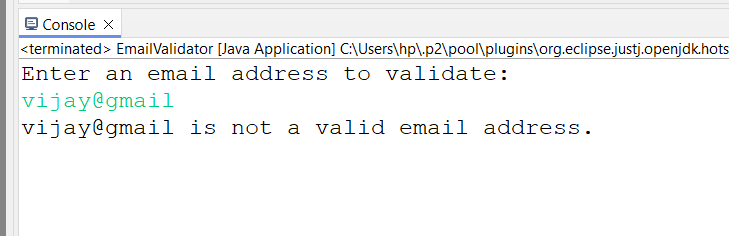 Console
<terminated> EmailValidator [Java Application] C:\Users\hp\.p2\pool\plugins\org.eclipse.justj.openjdk.hots
Enter an email address to validate:
vijay@gmail
vijay@gmail is not a valid email address.